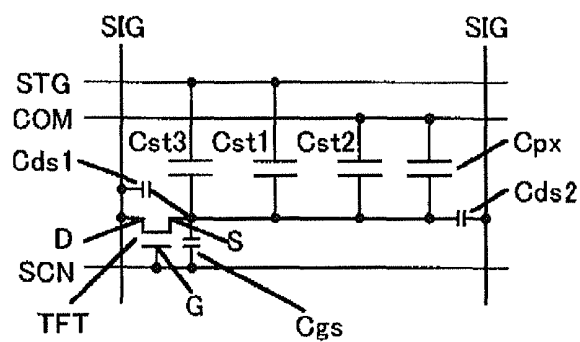 SIG SIG
STG
COM
Cst3 Cst1 Cst2 Cpx
Cds1 Cds2
D S
SCN G
TFT Cgs